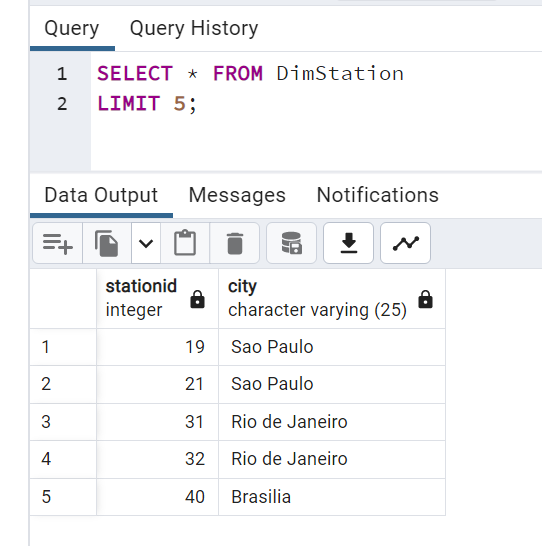 Query Query History
1 SELECT * FROM DimStation
2 LIMIT 5;
Data Output Messages Notifications
stationid city
integer character varying (25)
1 19 Sao Paulo
2 21 Sao Paulo
3 31 Rio de Janeiro
4 32 Rio de Janeiro
5 40 Brasilia